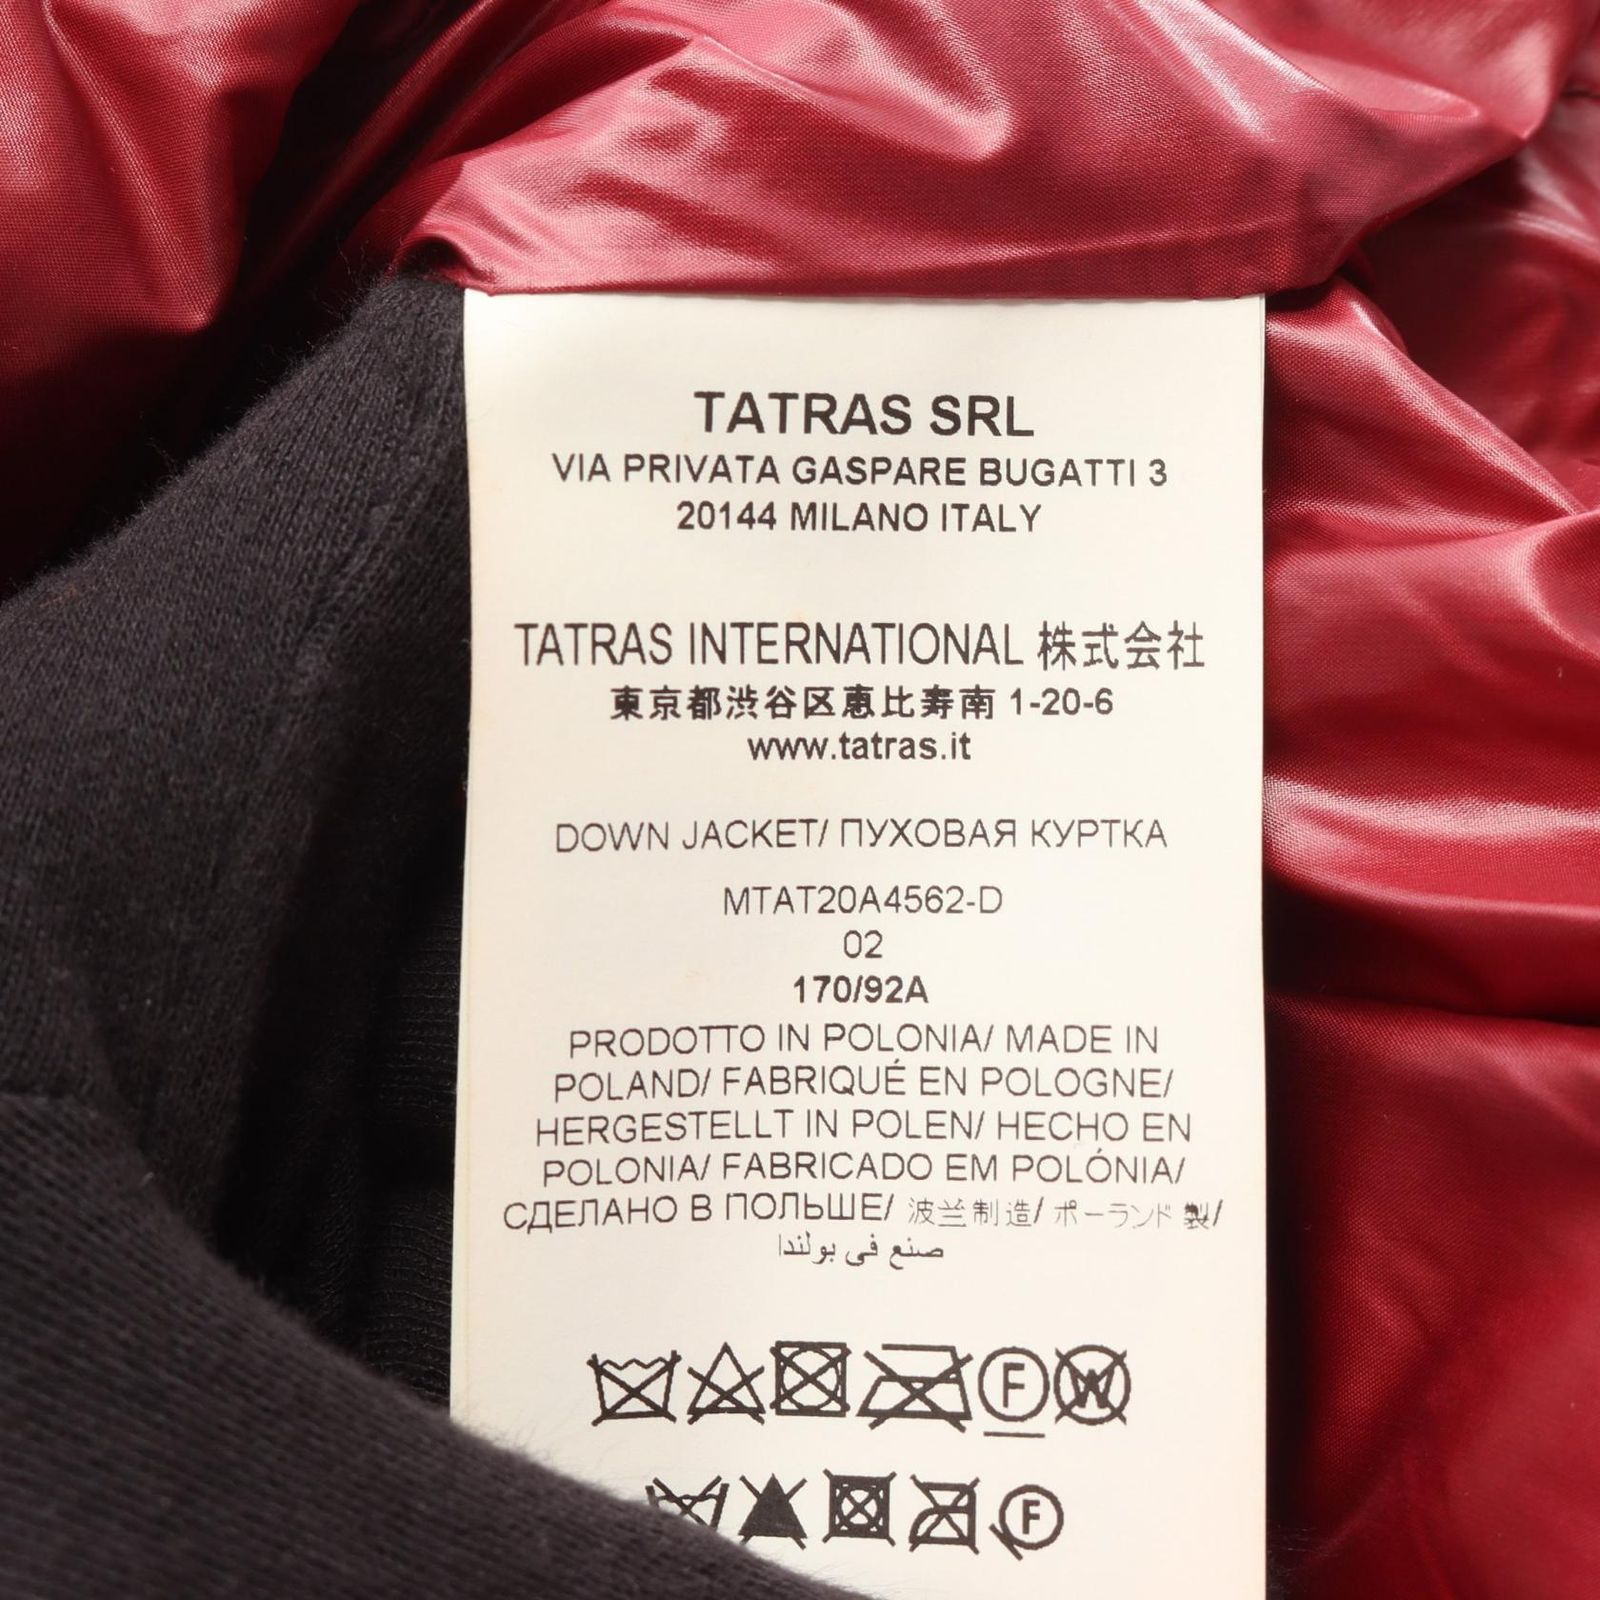 TATRAS SRL
VIA PRIVATA GASPARE BUGATTI 3
20144 MILANO ITALY
TATRAS INTERNATIONAL 株式会社
東京都渋谷区恵比寿南 1-20-6
www.tatras.it
DOWN JACKET/ ПУХОВАЯ КУРТКА
MTAT20A4562-D
02
170/92A
PRODOTTO IN POLONIA/ MADE IN
POLAND/ FABRIQUÉ EN POLOGNE/
HERGESTELLT IN POLEN/ HECHO EN
POLONIA/ FABRICADO EM POLÓNIA/
СДЕЛАНО В ПОЛЬШЕ/ 波兰制造/ ポーランド製/
صنع في بولندا
F W
F